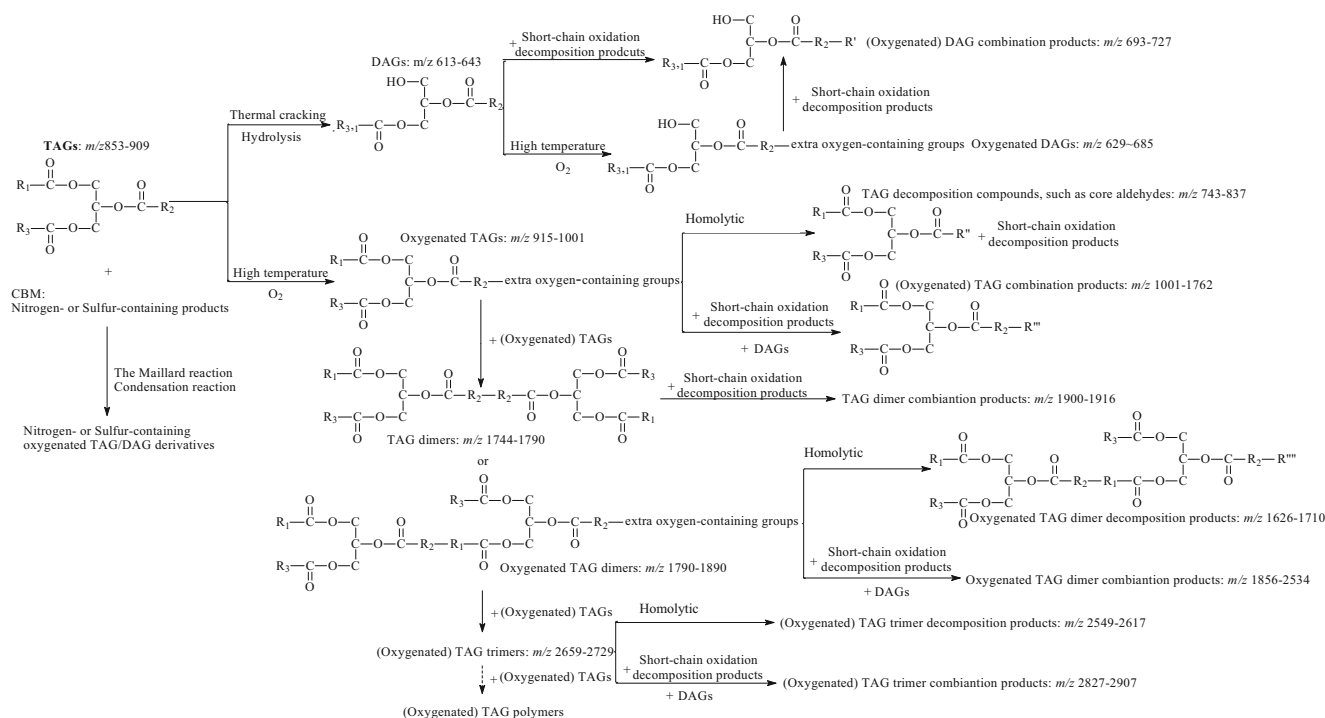 TAGs: m/z853-909
CBM:
Nitrogen- or Sulfur-containing products
The Maillard reaction
Condensation reaction
Nitrogen- or Sulfur-containing
oxygenated TAG/DAG derivatives
Thermal cracking
Hydrolysis
DAGs: m/z 613-643
+ Short-chain oxidation
decomposition prodcuts
(Oxygenated) DAG combination products: m/z 693-727
+ Short-chain oxidation
decomposition products
High temperature
O2
extra oxygen-containing groups Oxygenated DAGs: m/z 629~685
High temperature
O2
Oxygenated TAGs: m/z 915-1001
extra oxygen-containing groups
Homolytic
TAG decomposition compounds, such as core aldehydes: m/z 743-837
+ Short-chain oxidation
decomposition products
+ Short-chain oxidation
decomposition products
+ DAGs
(Oxygenated) TAG combination products: m/z 1001-1762
+ (Oxygenated) TAGs
TAG dimers: m/z 1744-1790
+ Short-chain oxidation
decomposition products
TAG dimer combiantion products: m/z 1900-1916
or
extra oxygen-containing groups
Oxygenated TAG dimers: m/z 1790-1890
Homolytic
Oxygenated TAG dimer decomposition products: m/z 1626-1710
+ Short-chain oxidation
decomposition products
+ DAGs
Oxygenated TAG dimer combiantion products: m/z 1856-2534
+ (Oxygenated) TAGs
Homolytic
(Oxygenated) TAG trimer decomposition products: m/z 2549-2617
(Oxygenated) TAG trimers: m/z 2659-2729
+ Short-chain oxidation
decomposition products
+ DAGs
(Oxygenated) TAG trimer combiantion products: m/z 2827-2907
+ (Oxygenated) TAGs
(Oxygenated) TAG polymers